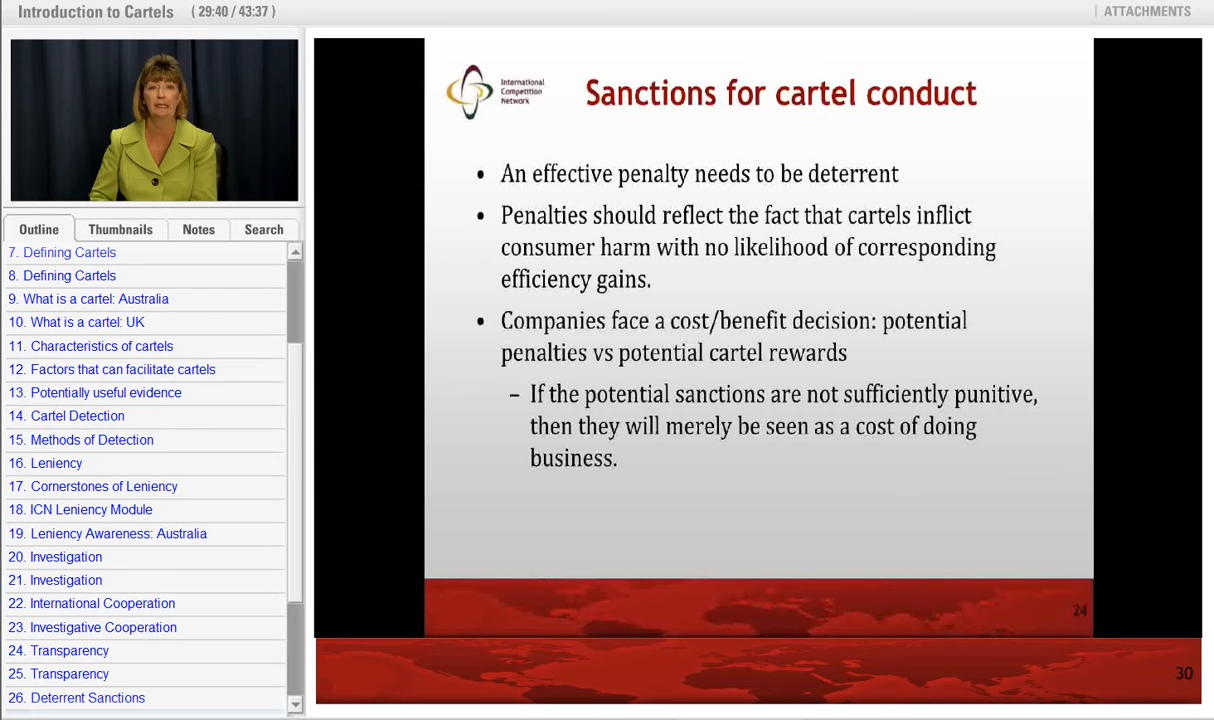 Introduction to Cartels ( 29:40 / 43:37 )
ATTACHMENTS
Outline
Thumbnails
Notes
Search
7. Defining Cartels
8. Defining Cartels
9. What is a cartel: Australia
10. What is a cartel: UK
11. Characteristics of cartels
12. Factors that can facilitate cartels
13. Potentially useful evidence
14. Cartel Detection
15. Methods of Detection
16. Leniency
17. Cornerstones of Leniency
18. ICN Leniency Module
19. Leniency Awareness: Australia
20. Investigation
21. Investigation
22. International Cooperation
23. Investigative Cooperation
24. Transparency
25. Transparency
26. Deterrent Sanctions
International
Competition
Network
Sanctions for cartel conduct
• An effective penalty needs to be deterrent
• Penalties should reflect the fact that cartels inflict
consumer harm with no likelihood of corresponding
efficiency gains.
• Companies face a cost/benefit decision: potential
penalties vs potential cartel rewards
– If the potential sanctions are not sufficiently punitive,
then they will merely be seen as a cost of doing
business.
24
30